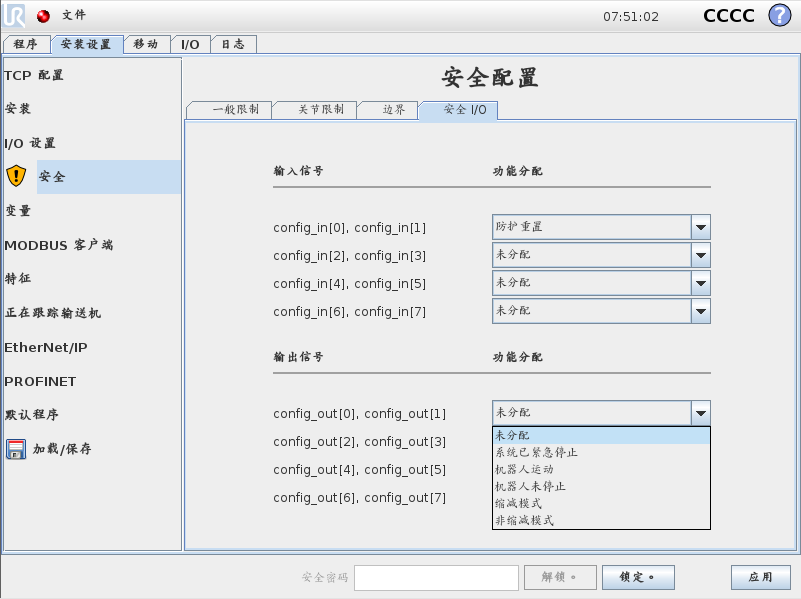 UR 文件 07:51:02 CCCC ?
程序 安装设置 移动 I/O 日志
TCP 配置
安装
I/O 设置
安全
变量
MODBUS 客户端
特征
正在跟踪输送机
EtherNet/IP
PROFINET
默认程序
加载/保存
安全配置
一般限制 关节限制 边界 安全 I/O
输入信号 功能分配
config_in[0], config_in[1] 防护重置
config_in[2], config_in[3] 未分配
config_in[4], config_in[5] 未分配
config_in[6], config_in[7] 未分配
输出信号 功能分配
config_out[0], config_out[1] 未分配
config_out[2], config_out[3]
config_out[4], config_out[5]
config_out[6], config_out[7]
未分配
系统已紧急停止
机器人运动
机器人未停止
缩减模式
非缩减模式
安全密码 解锁。 锁定。 应用